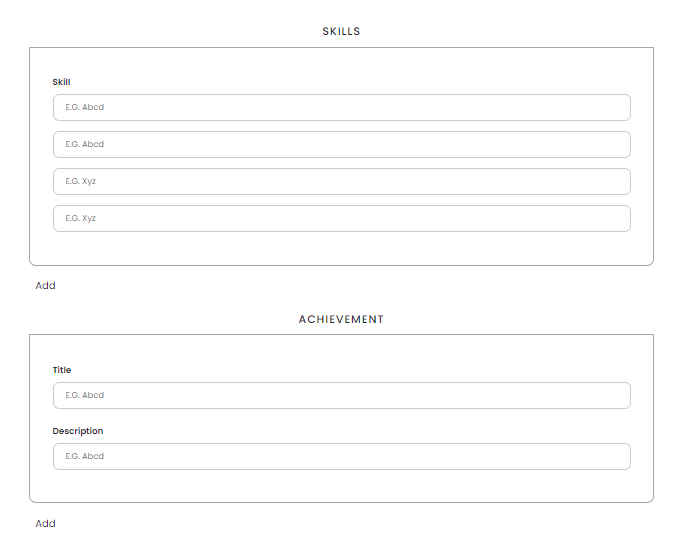 SKILLS
Skill
E.G. Abcd
E.G. Abcd
E.G. Xyz
E.G. Xyz
Add
ACHIEVEMENT
Title
E.G. Abcd
Description
E.G. Abcd
Add